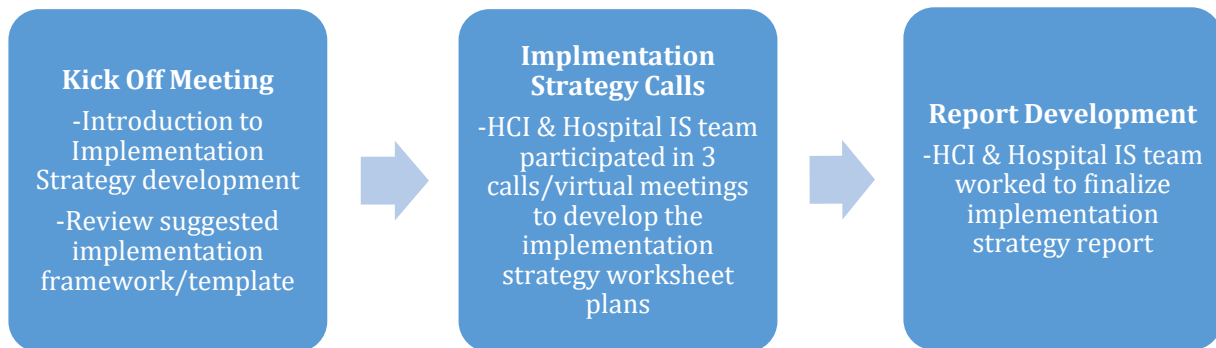 Kick Off Meeting
-Introduction to
Implementation
Strategy development
-Review suggested
implementation
framework/template
Implmentation
Strategy Calls
-HCI & Hospital IS team
participated in 3
calls/virtual meetings
to develop the
implementation
strategy worksheet
plans
Report Development
-HCI & Hospital IS team
worked to finalize
implementation
strategy report